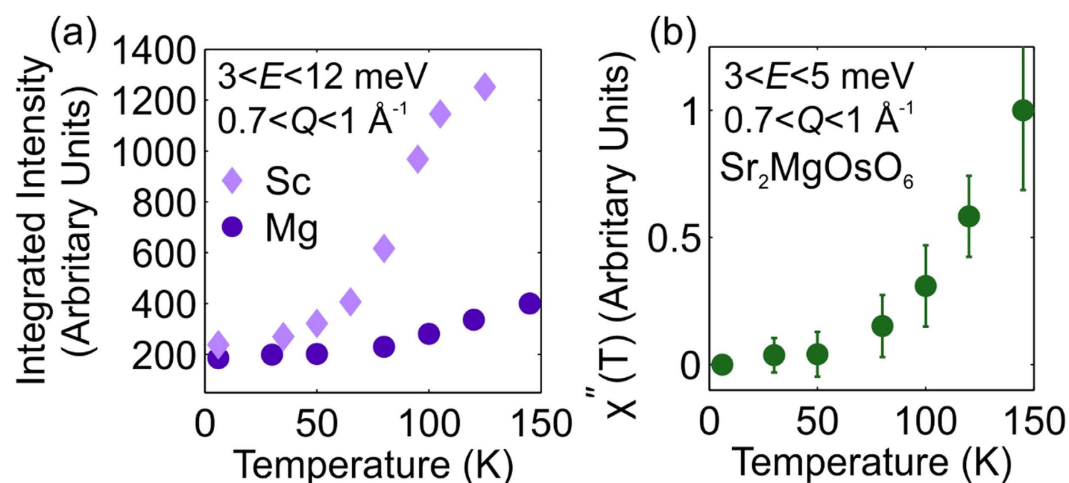 (a)
Integrated Intensity
(Arbritary Units)
1400
1200
1000
800
600
400
200
3<E<12 meV
0.7<Q<1 Å⁻¹
Sc
Mg
0
50
100
150
Temperature (K)
(b)
χ″(T) (Arbritary Units)
1
0.5
0
3<E<5 meV
0.7<Q<1 Å⁻¹
Sr₂MgOsO₆
0
50
100
150
Temperature (K)